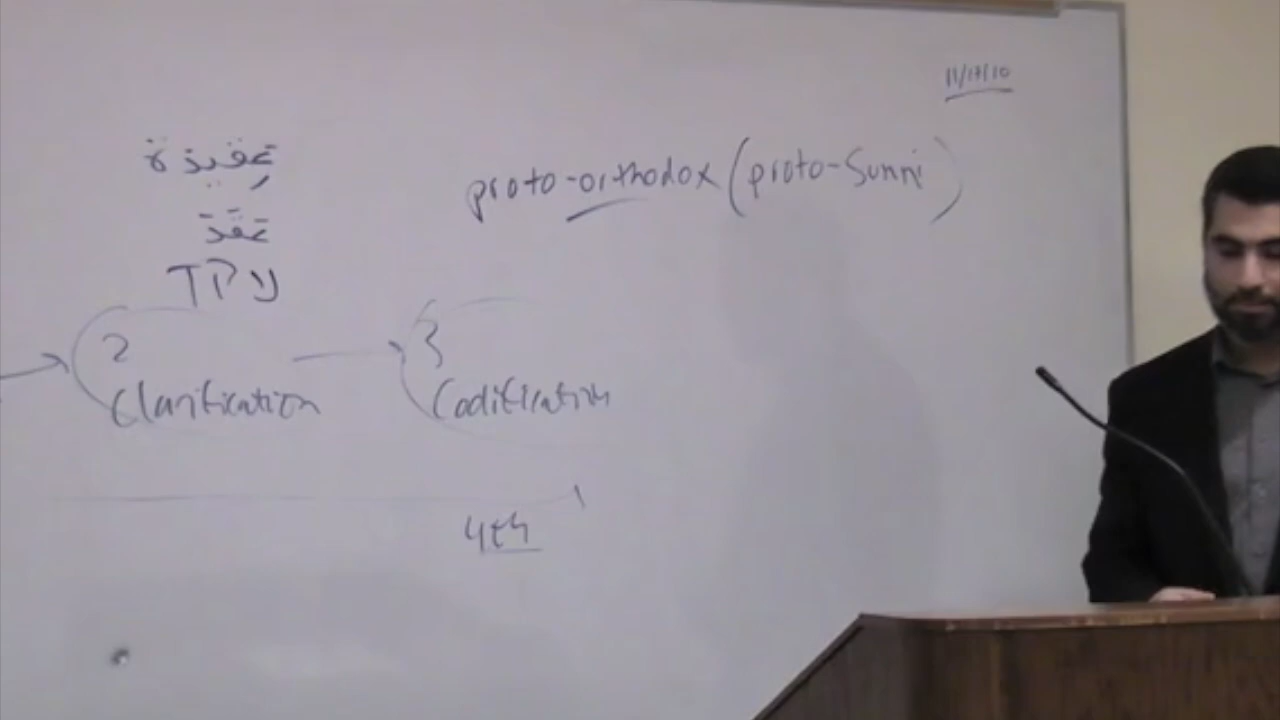 11/17/10
عقيدة
proto-orthodox (proto-Sunni)
عقد
עקד
2
Clarification
3
Codification
4th